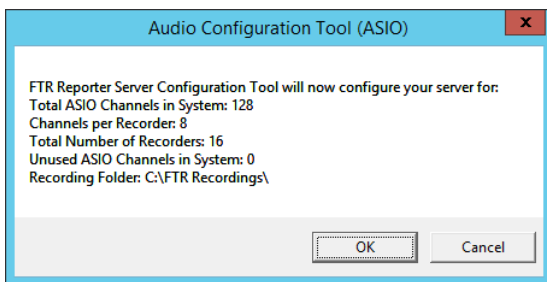 Audio Configuration Tool (ASIO)
x
FTR Reporter Server Configuration Tool will now configure your server for:
Total ASIO Channels in System: 128
Channels per Recorder: 8
Total Number of Recorders: 16
Unused ASIO Channels in System: 0
Recording Folder: C:\FTR Recordings\
OK
Cancel